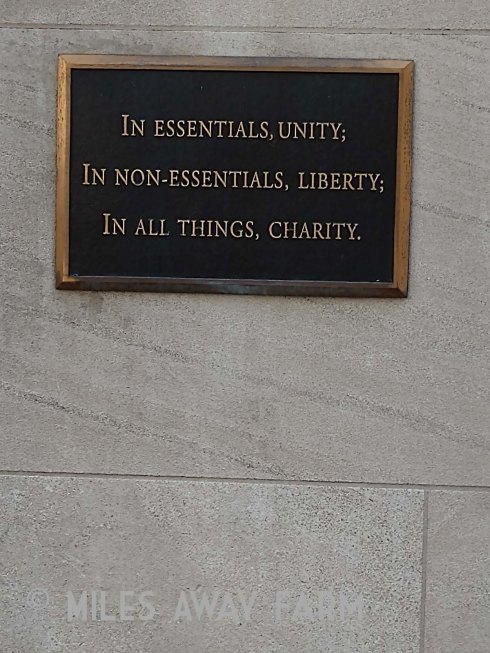 In essentials, unity;
In non-essentials, liberty;
In all things, charity.
© MILES AWAY FARM